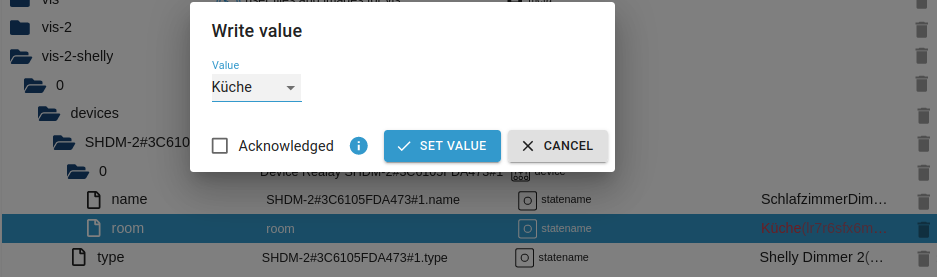 vis
vis-2
Write value
vis-2-shelly
Value
Küche
0
devices
SHDM-2#3C610
Acknowledged
SET VALUE
CANCEL
0
Device Realay SHDM-2#3C6105FDA473#1
device
name SHDM-2#3C6105FDA473#1.name statename SchlafzimmerDim…
room room statename
type SHDM-2#3C6105FDA473#1.type statename Shelly Dimmer 2(…